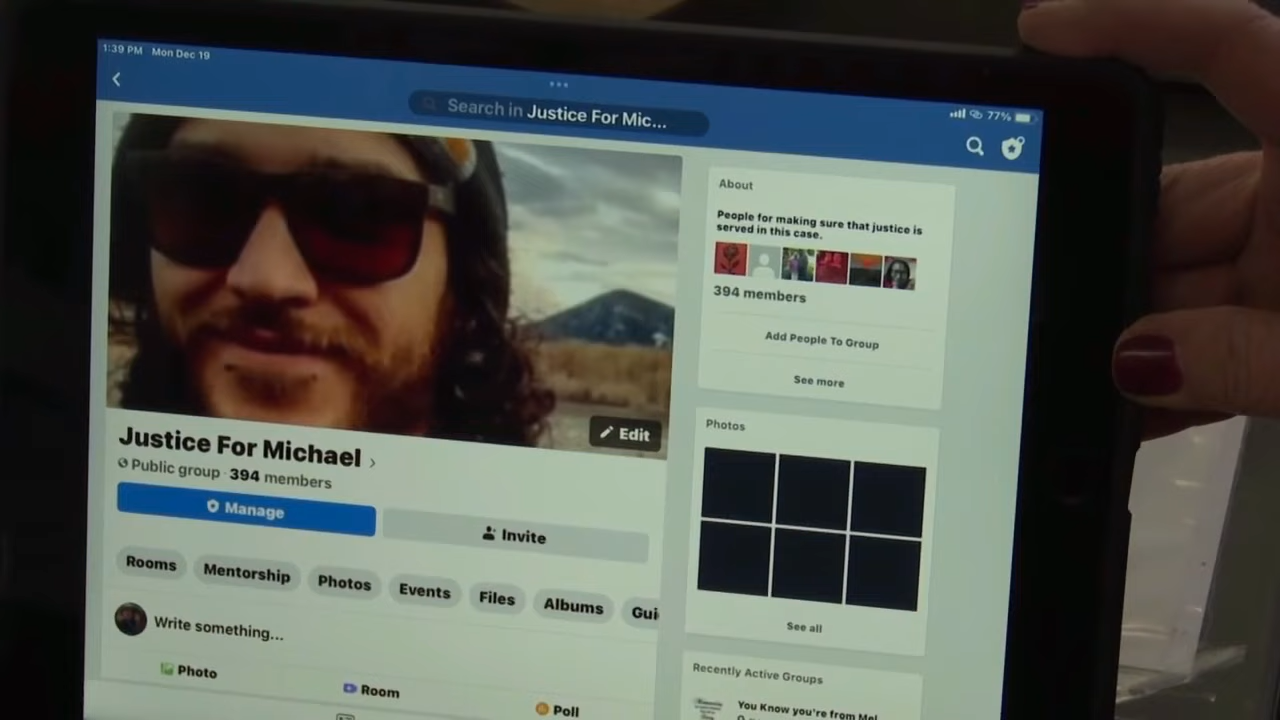 1:39 PM Mon Dec 19
77%
Search in Justice For Mic...
Edit
Justice For Michael
Public group · 394 members
Manage
Invite
Rooms
Mentorship
Photos
Events
Files
Albums
Gui
Write something...
Photo
Room
Poll
About
People for making sure that justice is
served in this case.
394 members
Add People To Group
See more
Photos
See all
Recently Active Groups
You Know you're from Mel